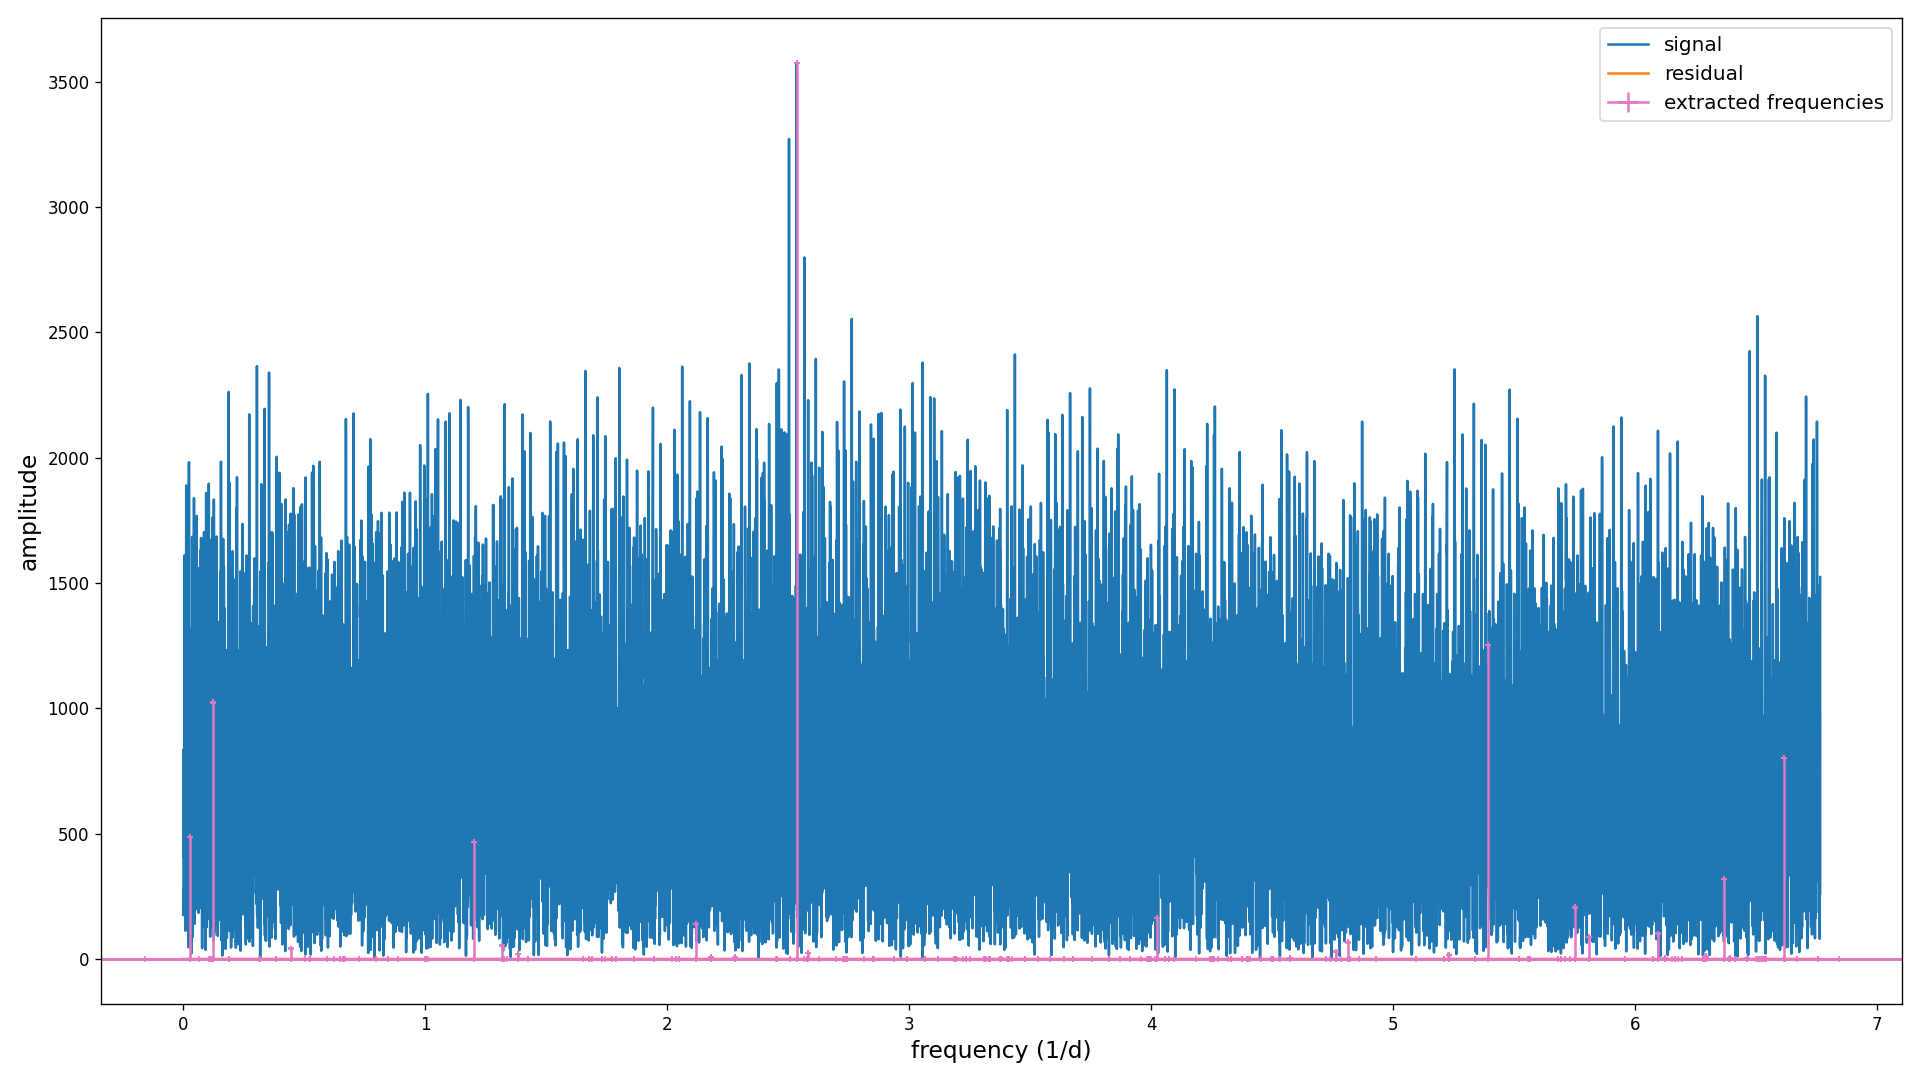 signal
residual
extracted frequencies
3500
3000
2500
2000
1500
1000
500
0
amplitude
0 1 2 3 4 5 6 7
frequency (1/d)